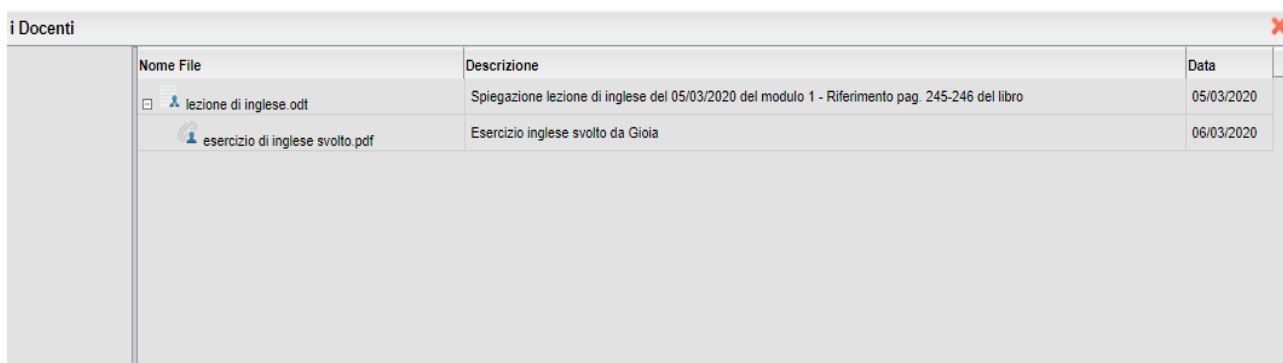 i Docenti
Nome File Descrizione Data
lezione di inglese.odt Spiegazione lezione di inglese del 05/03/2020 del modulo 1 - Riferimento pag. 245-246 del libro 05/03/2020
esercizio di inglese svolto.pdf Esercizio inglese svolto da Gioia 06/03/2020